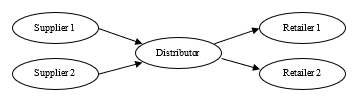 Supplier 1
Retailer 1
Distributor
Supplier 2
Retailer 2